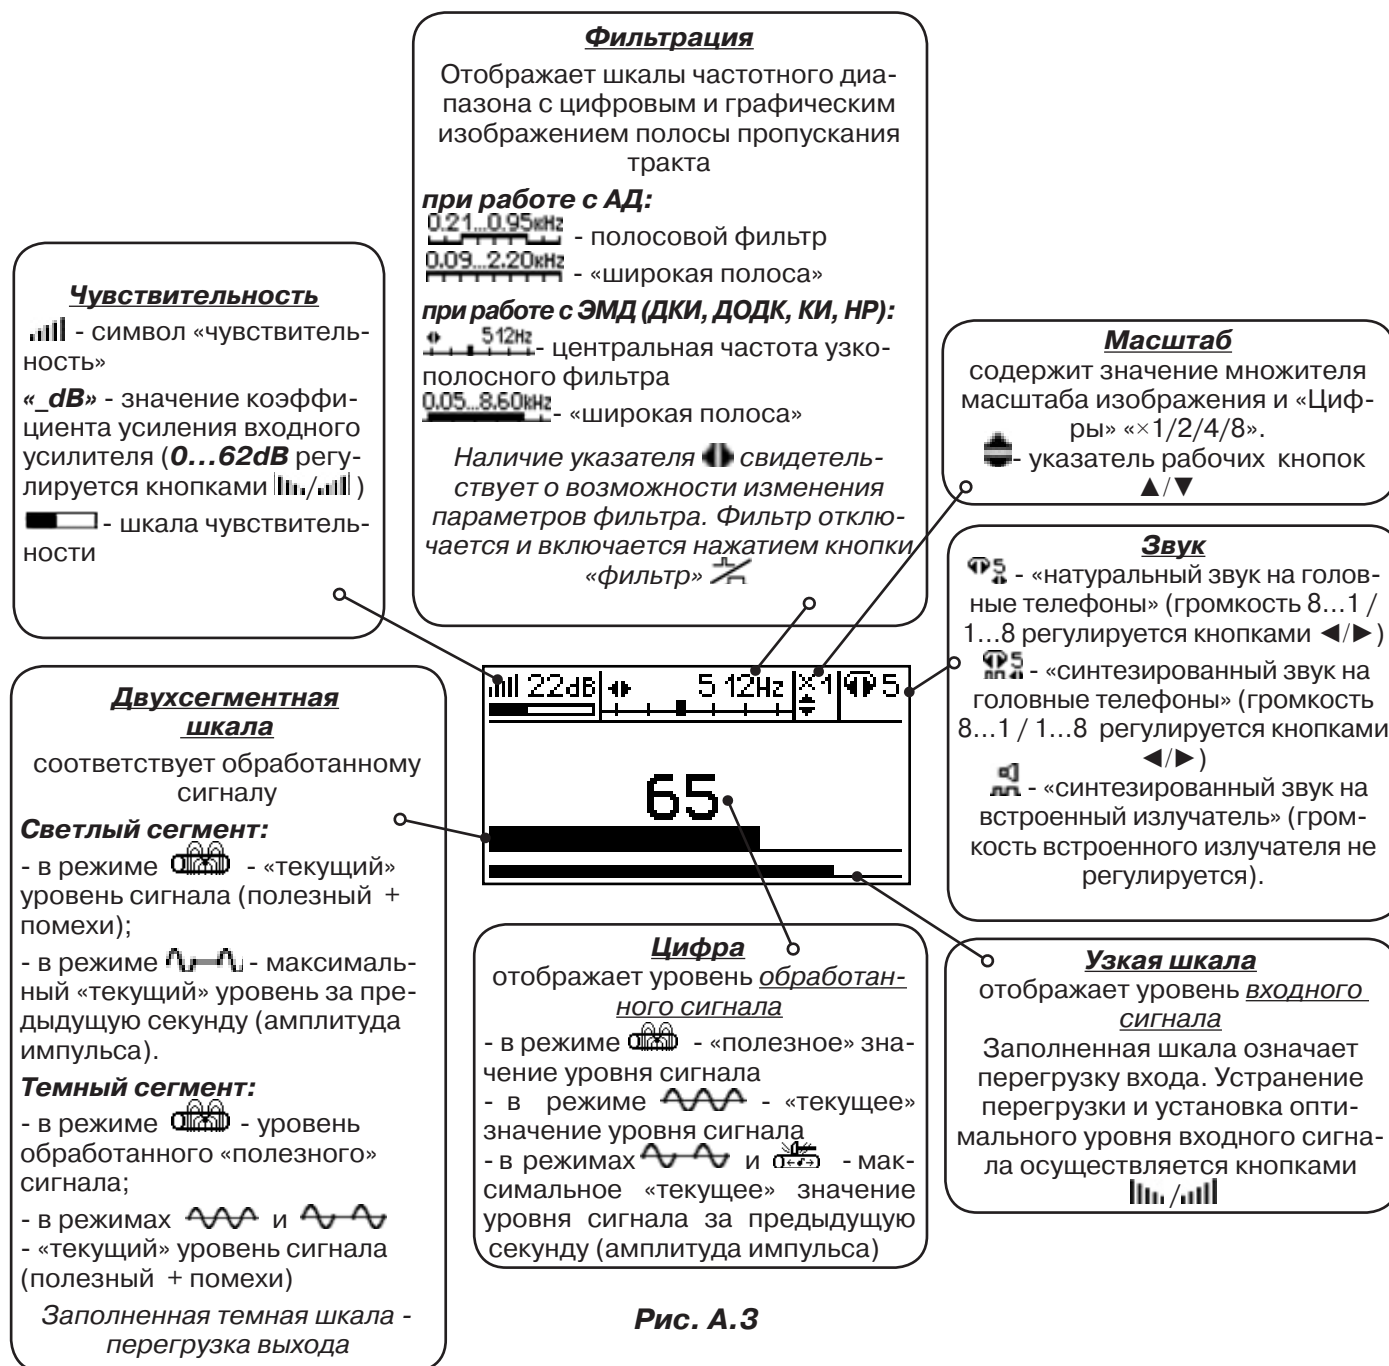 Фильтрация
Отображает шкалы частотного диа-
пазона с цифровым и графическим
изображением полосы пропускания
тракта
при работе с АД:
0.21...0.95кHz - полосовой фильтр
0.09...2.20кHz - «широкая полоса»
при работе с ЭМД (ДКИ, ДОДК, КИ, НР):
512Hz - центральная частота узко-
полосного фильтра
0.05...8.60кHz - «широкая полоса»
Наличие указателя свидетель-
ствует о возможности изменения
параметров фильтра. Фильтр отклю-
чается и включается нажатием кнопки
«фильтр»
Чувствительность
- символ «чувствитель-
ность»
«_dB» - значение коэффи-
циента усиления входного
усилителя (0...62dB регу-
лируется кнопками / )
- шкала чувствитель-
ности
Масштаб
содержит значение множителя
масштаба изображения и «Циф-
ры» «×1/2/4/8».
- указатель рабочих кнопок
▲/▼
Звук
5 - «натуральный звук на голов-
ные телефоны» (громкость 8...1 /
1...8 регулируется кнопками ◄/►)
5 - «синтезированный звук на
головные телефоны» (громкость
8...1 / 1...8 регулируется кнопками
◄/►)
- «синтезированный звук на
встроенный излучатель» (гром-
кость встроенного излучателя не
регулируется).
22dB 512Hz ×1 5
65
Двухсегментная
шкала
соответствует обработанному
сигналу
Светлый сегмент:
- в режиме - «текущий»
уровень сигнала (полезный +
помехи);
- в режиме - максималь-
ный «текущий» уровень за пре-
дыдущую секунду (амплитуда
импульса).
Темный сегмент:
- в режиме - уровень
обработанного «полезного»
сигнала;
- в режимах и
- «текущий» уровень сигнала
(полезный + помехи)
Заполненная темная шкала -
перегрузка выхода
Цифра
отображает уровень обработан-
ного сигнала
- в режиме - «полезное» зна-
чение уровня сигнала
- в режиме - «текущее»
значение уровня сигнала
- в режимах и - мак-
симальное «текущее» значение
уровня сигнала за предыдущую
секунду (амплитуда импульса)
Узкая шкала
отображает уровень входного
сигнала
Заполненная шкала означает
перегрузку входа. Устранение
перегрузки и установка опти-
мального уровня входного сигна-
ла осуществляется кнопками
/
Рис. А.3